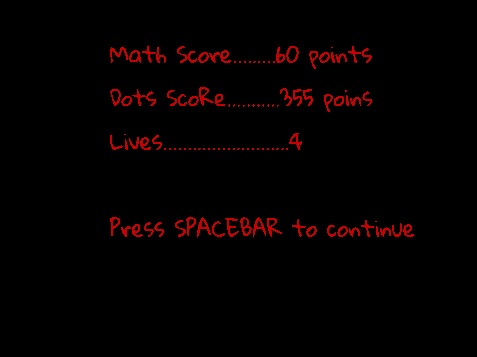 Math Score.........60 points
Dots ScoRe...........355 poins
Lives..........................4
Press SPACEBAR to continue